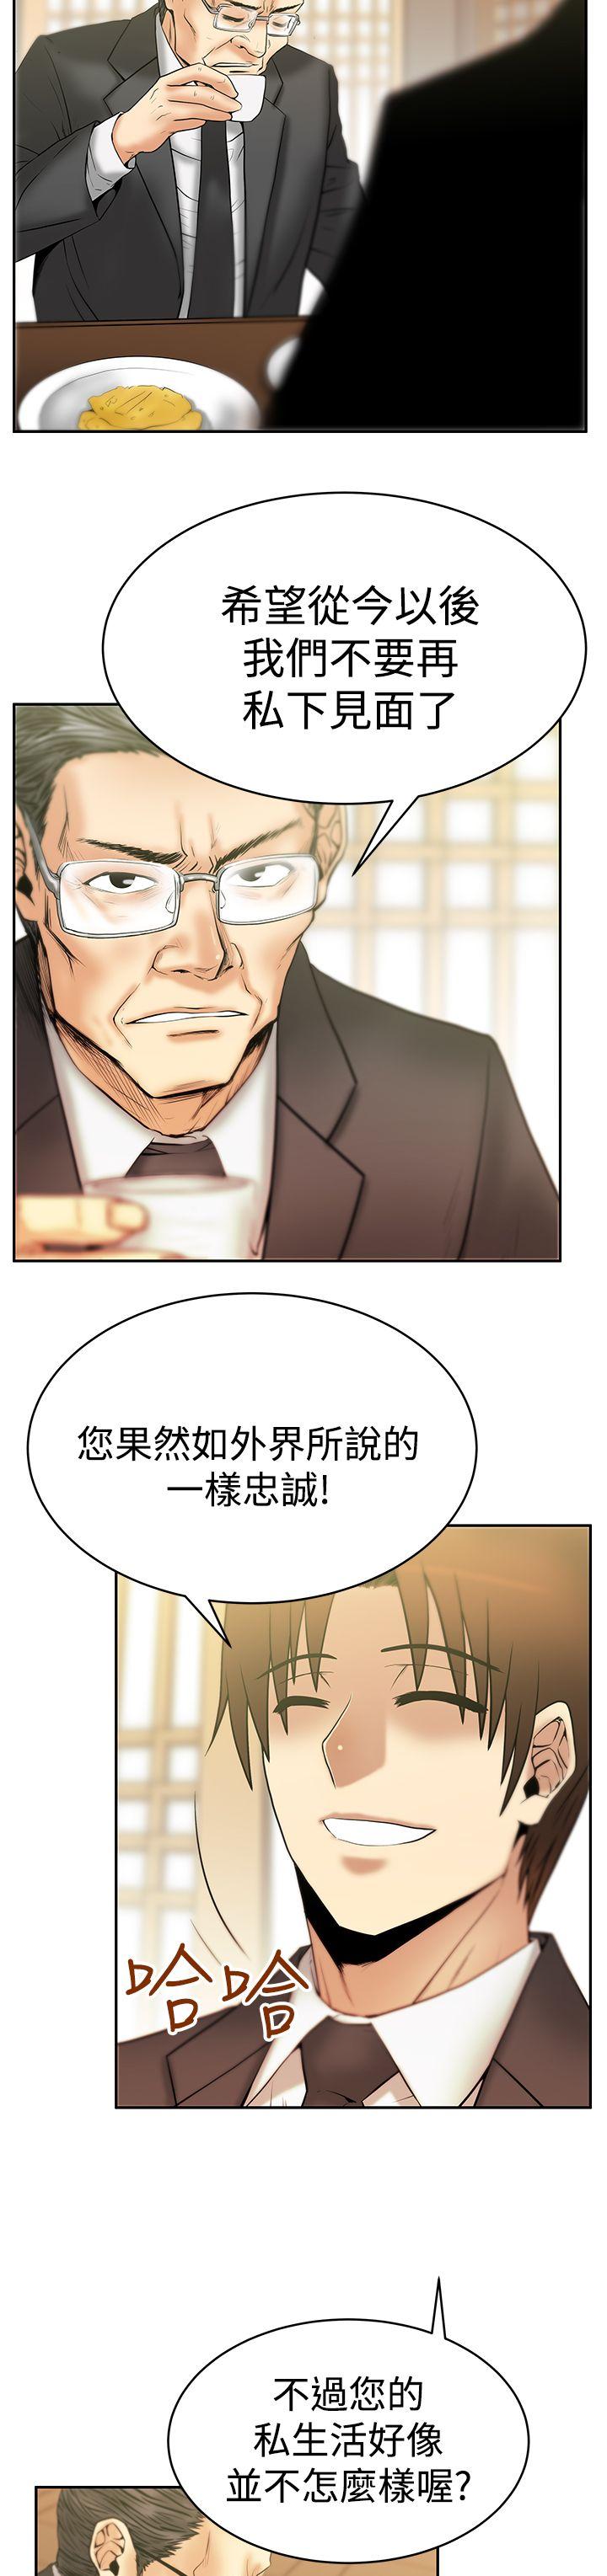 希望從今以後
我們不要再
私下見面了
您果然如外界所說的
一樣忠誠!
哈哈
不過您的
私生活好像
並不怎麼樣喔?